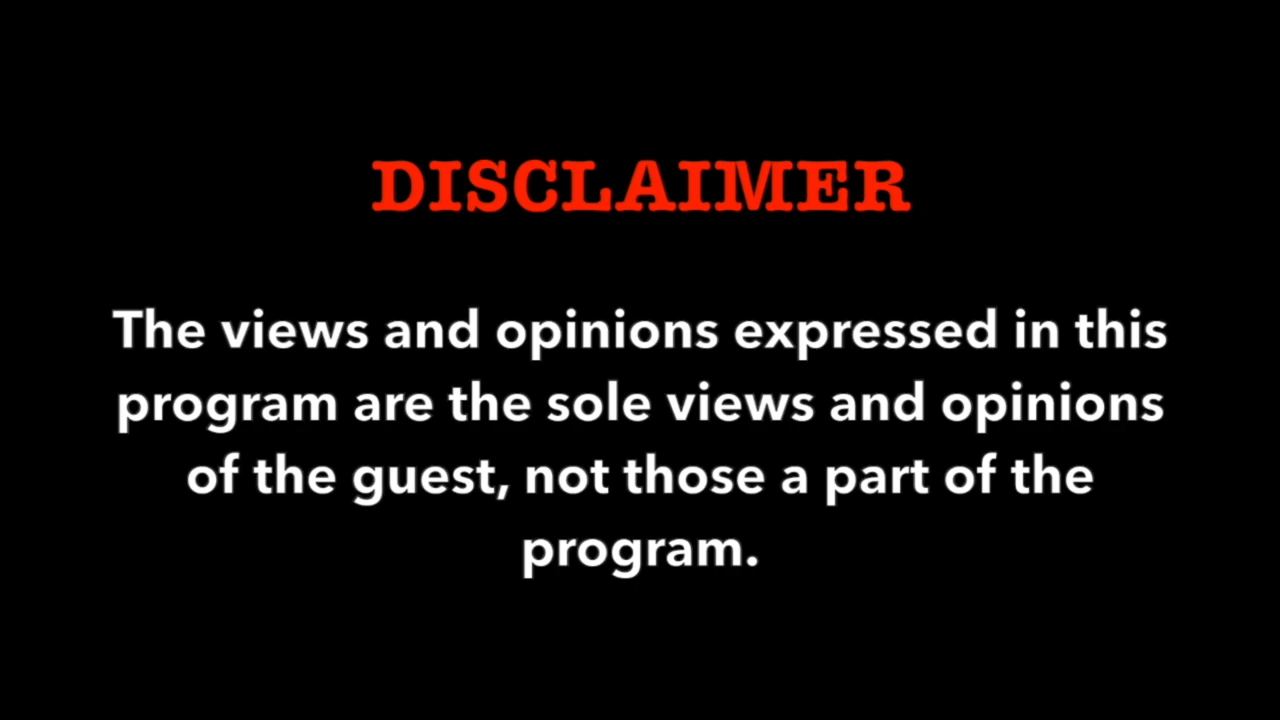 DISCLAIMER
The views and opinions expressed in this
program are the sole views and opinions
of the guest, not those a part of the
program.